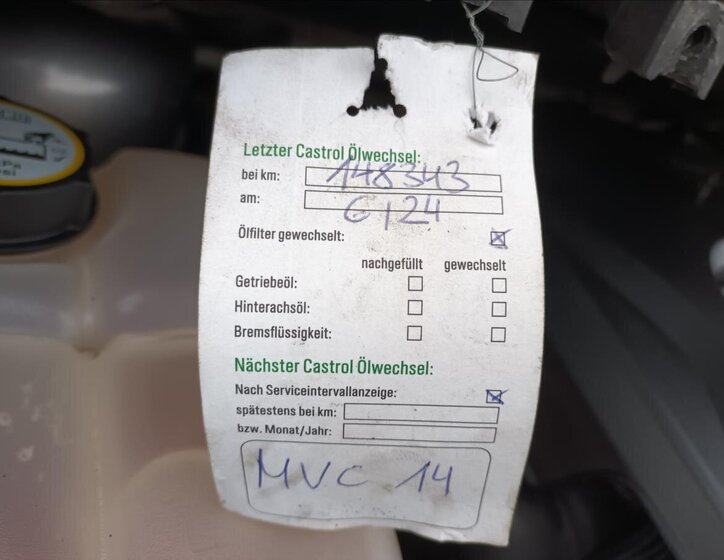 Letzter Castrol Ölwechsel:
bei km: 148343
am: 6/24
Ölfilter gewechselt: ☒
nachgefüllt gewechselt
Getriebeöl: ☐ ☐
Hinterachsöl: ☐ ☐
Bremsflüssigkeit: ☐ ☐
Nächster Castrol Ölwechsel:
Nach Serviceintervallanzeige: ☒
spätestens bei km:
bzw. Monat/Jahr:
MVC 14